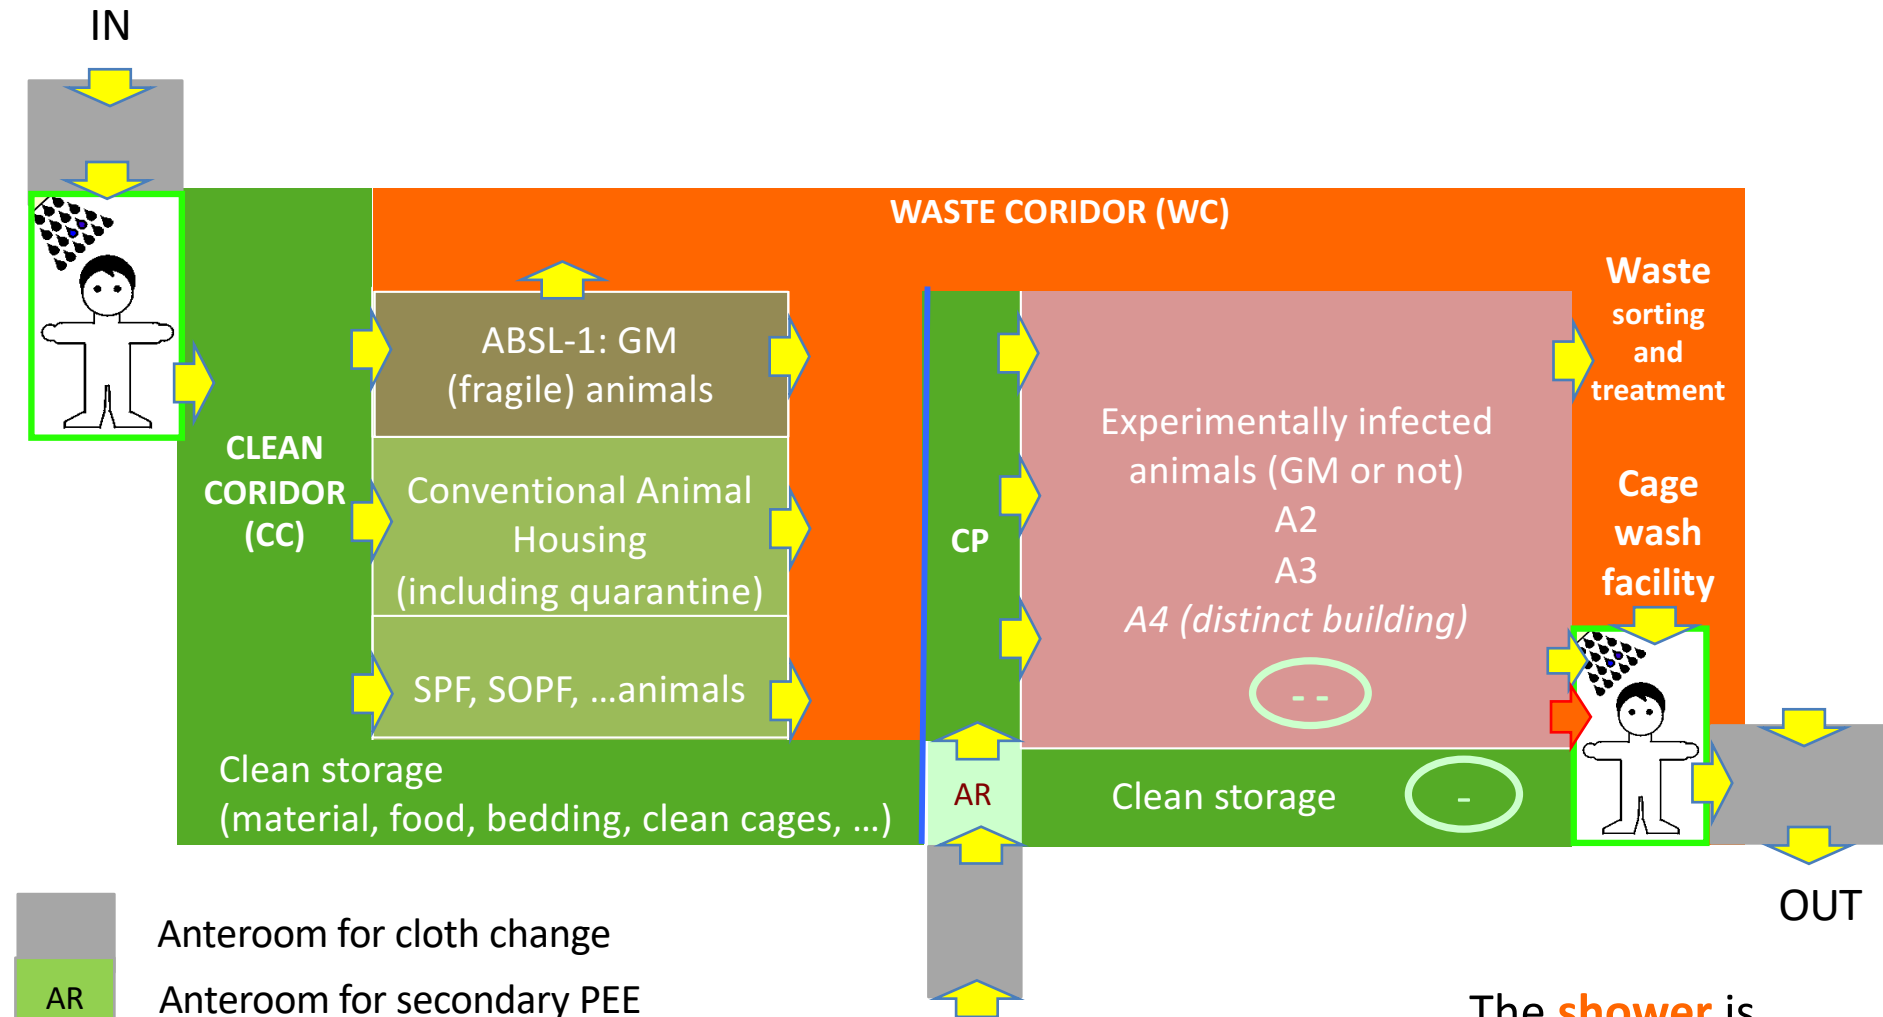 IN
WASTE CORIDOR (WC)
CLEAN
CORIDOR
(CC)
ABSL-1: GM
(fragile) animals
Conventional Animal
Housing
(including quarantine)
SPF, SOPF, ...animals
Clean storage
(material, food, bedding, clean cages, ...)
CP
AR
Experimentally infected
animals (GM or not)
A2
A3
A4 (distinct building)
- -
Clean storage
-
Waste
sorting
and
treatment
Cage
wash
facility
OUT
Anteroom for cloth change
AR
Anteroom for secondary PEE
The shower is